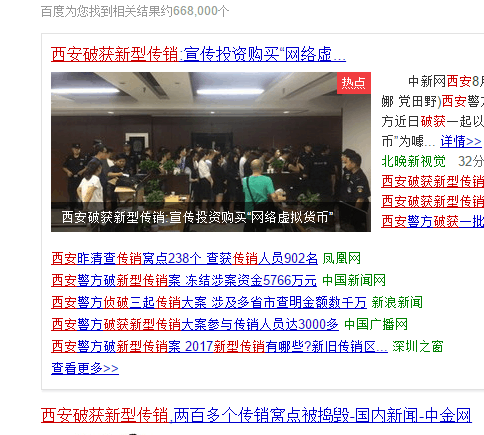 百度为您找到相关结果约668,000个
西安破获新型传销:宣传投资购买“网络虚...
热点
西安破获新型传销:宣传投资购买“网络虚拟货币”
中新网西安8月
娜 党田野)西安警方
方近日破获一起以
币”为噱... 详情>>
北晚新视觉 32分
西安破获新型传销
西安破获新型传销
西安警方破获一批
西安昨清查传销窝点238个 查获传销人员902名 凤凰网
西安警方破新型传销案 冻结涉案资金5766万元 中国新闻网
西安警方侦破三起传销大案 涉及多省市查明金额数千万 新浪新闻
西安警方破获新型传销大案参与传销人员达3000多 中国广播网
西安警方破新型传销案 2017新型传销有哪些?新旧传销区... 深圳之窗
查看更多>>
西安破获新型传销,两百多个传销窝点被捣毁-国内新闻-中金网